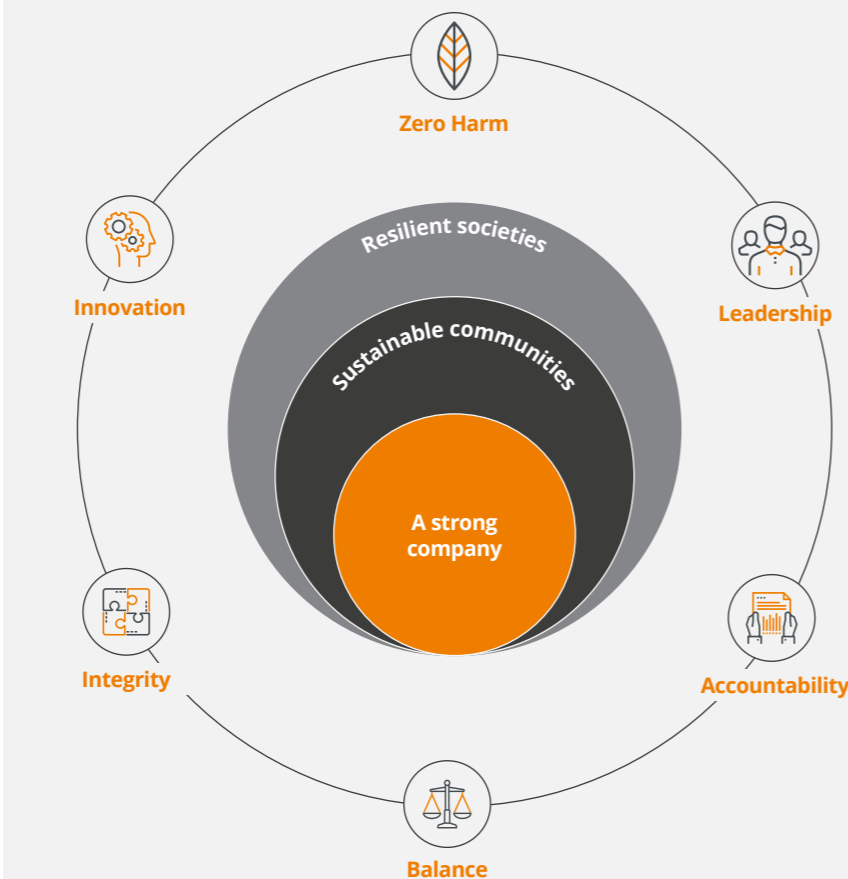 Zero Harm
Resilient societies
Innovation
Leadership
Sustainable communities
A strong
company
Integrity
Accountability
Balance